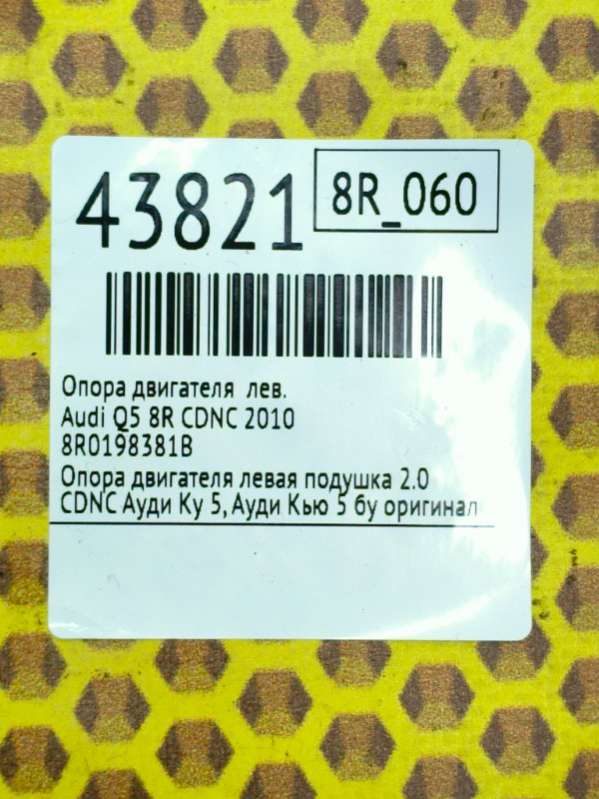 43821
8R_060
Опора двигателя лев.
Audi Q5 8R CDNC 2010
8R0198381B
Опора двигателя левая подушка 2.0
CDNC Ауди Ку 5, Ауди Кью 5 бу оригинал